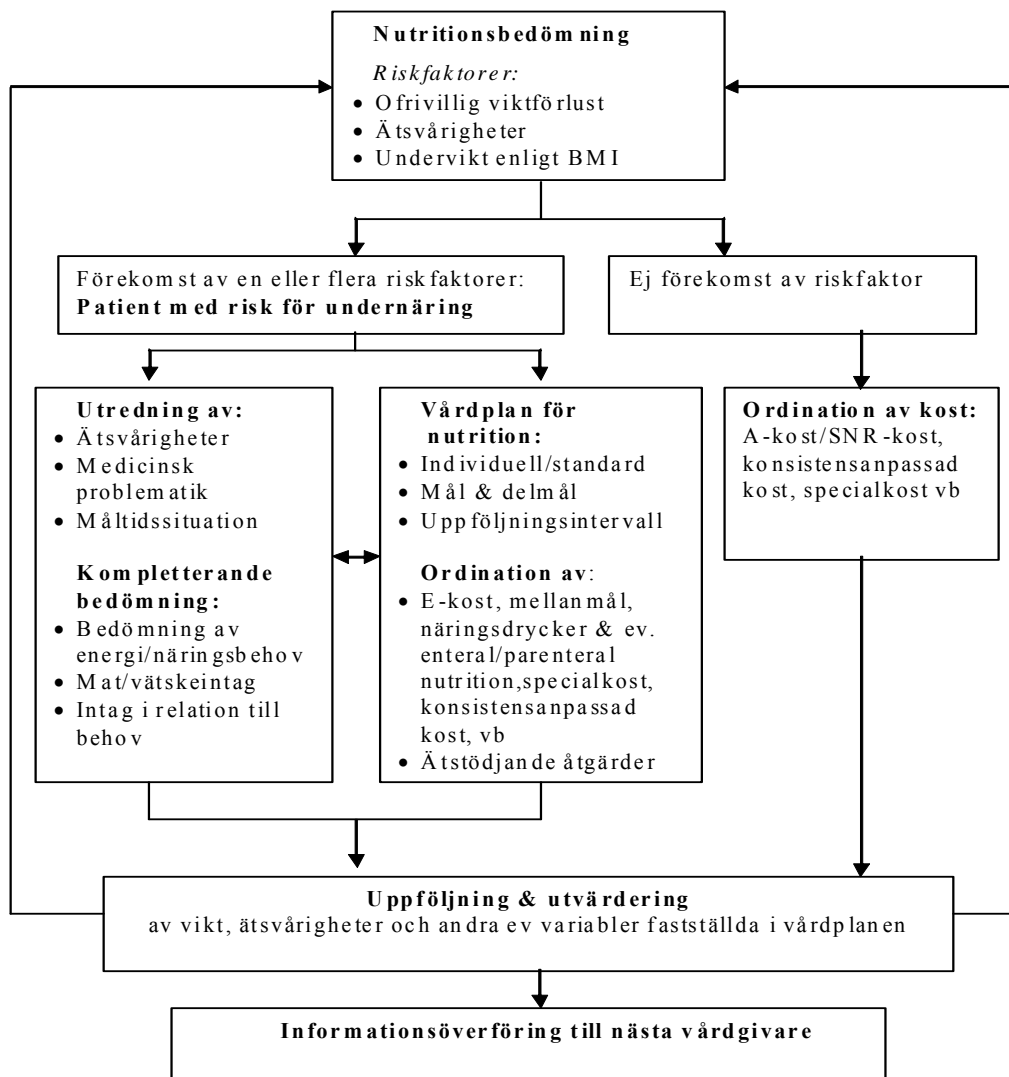 Nutritionsbedömning
Riskfaktorer:
• Ofrivillig viktförlust
• Ätsvårigheter
• Undervikt enligt BMI
Förekomst av en eller flera riskfaktorer:
Patient med risk för undernäring
Ej förekomst av riskfaktor
Utredning av:
• Ätsvårigheter
• Medicinsk
problematik
• Måltidssituation
Kompletterande
bedömning:
• Bedömning av
energi/näringsbehov
• Mat/vätskeintag
• Intag i relation till
behov
Vårdplan för
nutrition:
• Individuell/standard
• Mål & delmål
• Uppföljningsintervall
Ordination av:
• E-kost, mellanmål,
näringsdrycker & ev.
enteral/parenteral
nutrition,specialkost,
konsistensanpassad
kost, vb
• Ätstödjande åtgärder
Ordination av kost:
A-kost/SNR-kost,
konsistensanpassad
kost, specialkost vb
Uppföljning & utvärdering
av vikt, ätsvårigheter och andra ev variabler fastställda i vårdplanen
Informationsöverföring till nästa vårdgivare